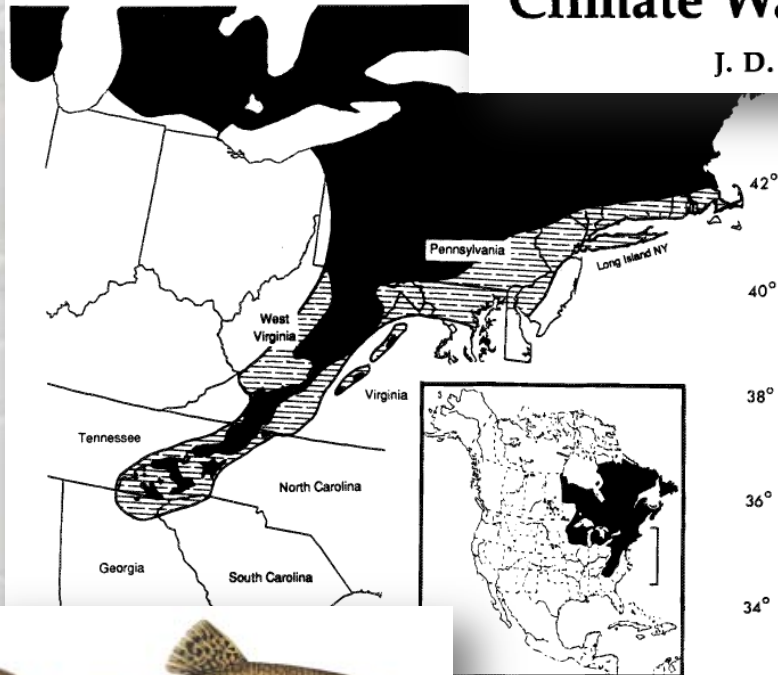 Climate Wa
J. D.
42°
Pennsylvania
Long Island NY
40°
West
Virginia
38°
Virginia
Tennessee
36°
North Carolina
Georgia
South Carolina
34°